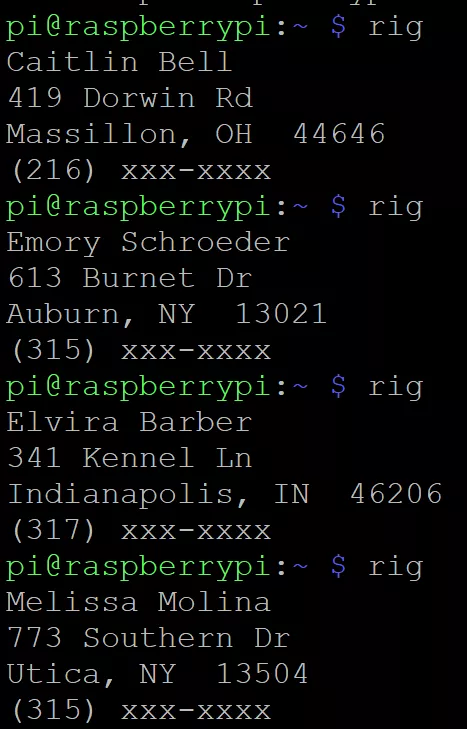 pi@raspberrypi:~ $ rig
Caitlin Bell
419 Dorwin Rd
Massillon, OH  44646
(216) xxx-xxxx
pi@raspberrypi:~ $ rig
Emory Schroeder
613 Burnet Dr
Auburn, NY  13021
(315) xxx-xxxx
pi@raspberrypi:~ $ rig
Elvira Barber
341 Kennel Ln
Indianapolis, IN  46206
(317) xxx-xxxx
pi@raspberrypi:~ $ rig
Melissa Molina
773 Southern Dr
Utica, NY  13504
(315) xxx-xxxx